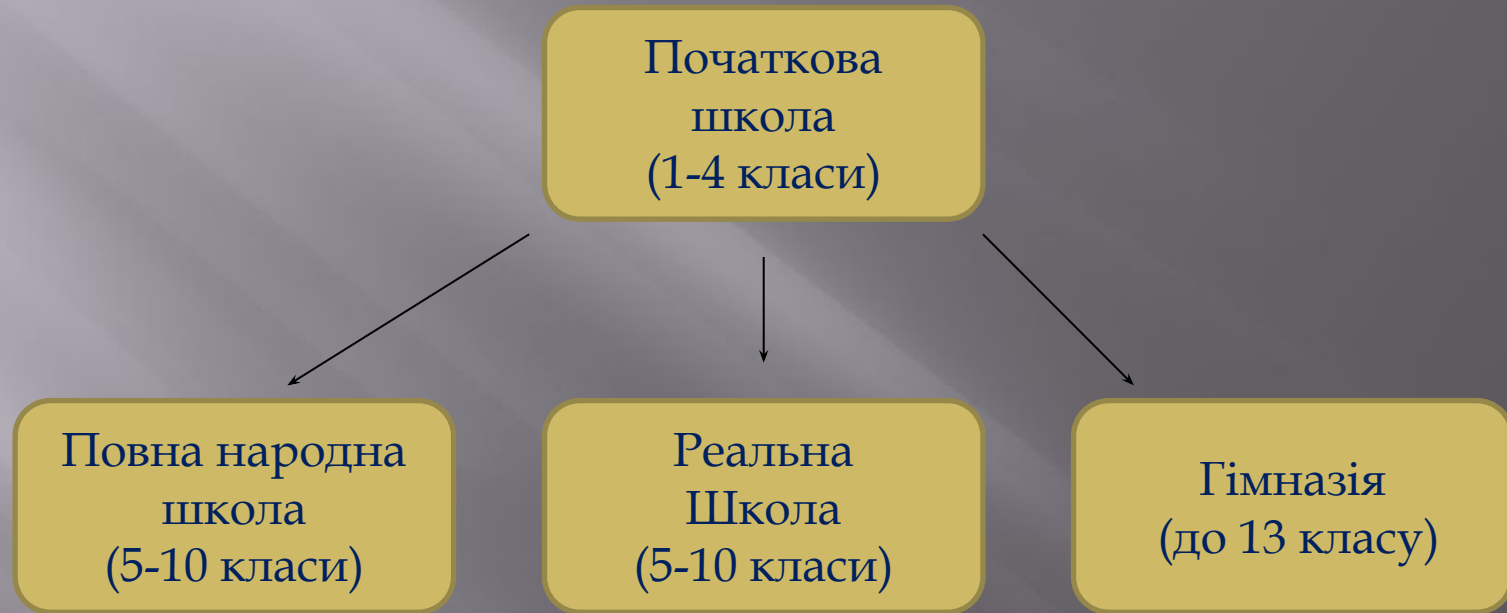 Початкова
школа
(1-4 класи)
Повна народна
школа
(5-10 класи)
Реальна
Школа
(5-10 класи)
Гімназія
(до 13 класу)